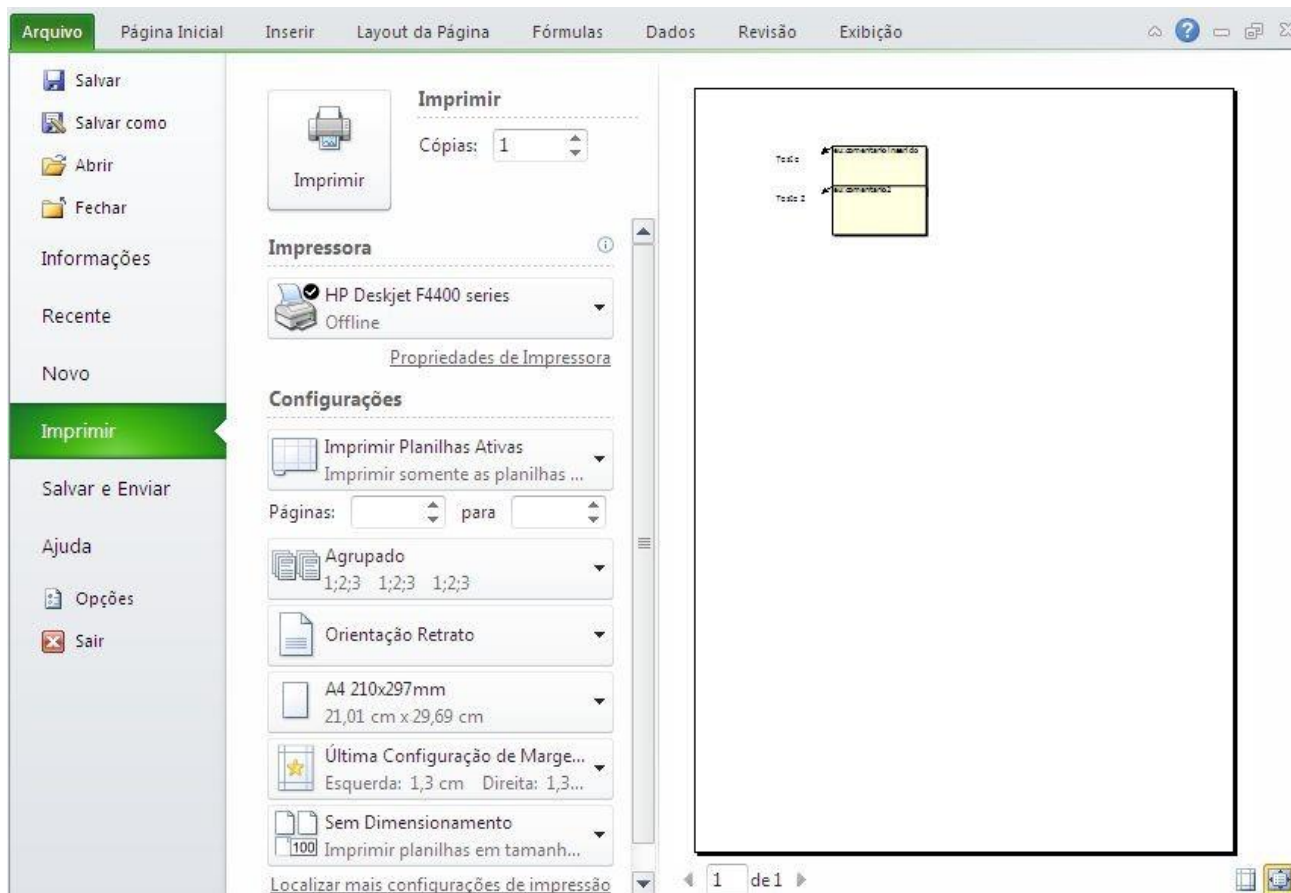 Arquivo Página Inicial Inserir Layout da Página Fórmulas Dados Revisão Exibição
Salvar
Salvar como
Abrir
Fechar
Informações
Recente
Novo
Imprimir
Salvar e Enviar
Ajuda
Opções
Sair
Imprimir
Imprimir
Cópias: 1
Impressora
HP Deskjet F4400 series
Offline
Propriedades de Impressora
Configurações
Imprimir Planilhas Ativas
Imprimir somente as planilhas ...
Páginas: para
Agrupado
1;2;3 1;2;3 1;2;3
Orientação Retrato
A4 210x297mm
21,01 cm x 29,69 cm
Última Configuração de Marge...
Esquerda: 1,3 cm Direita: 1,3...
100
Sem Dimensionamento
Imprimir planilhas em tamanh...
Localizar mais configurações de impressão
comentario inserido
comentario2
1 de 1